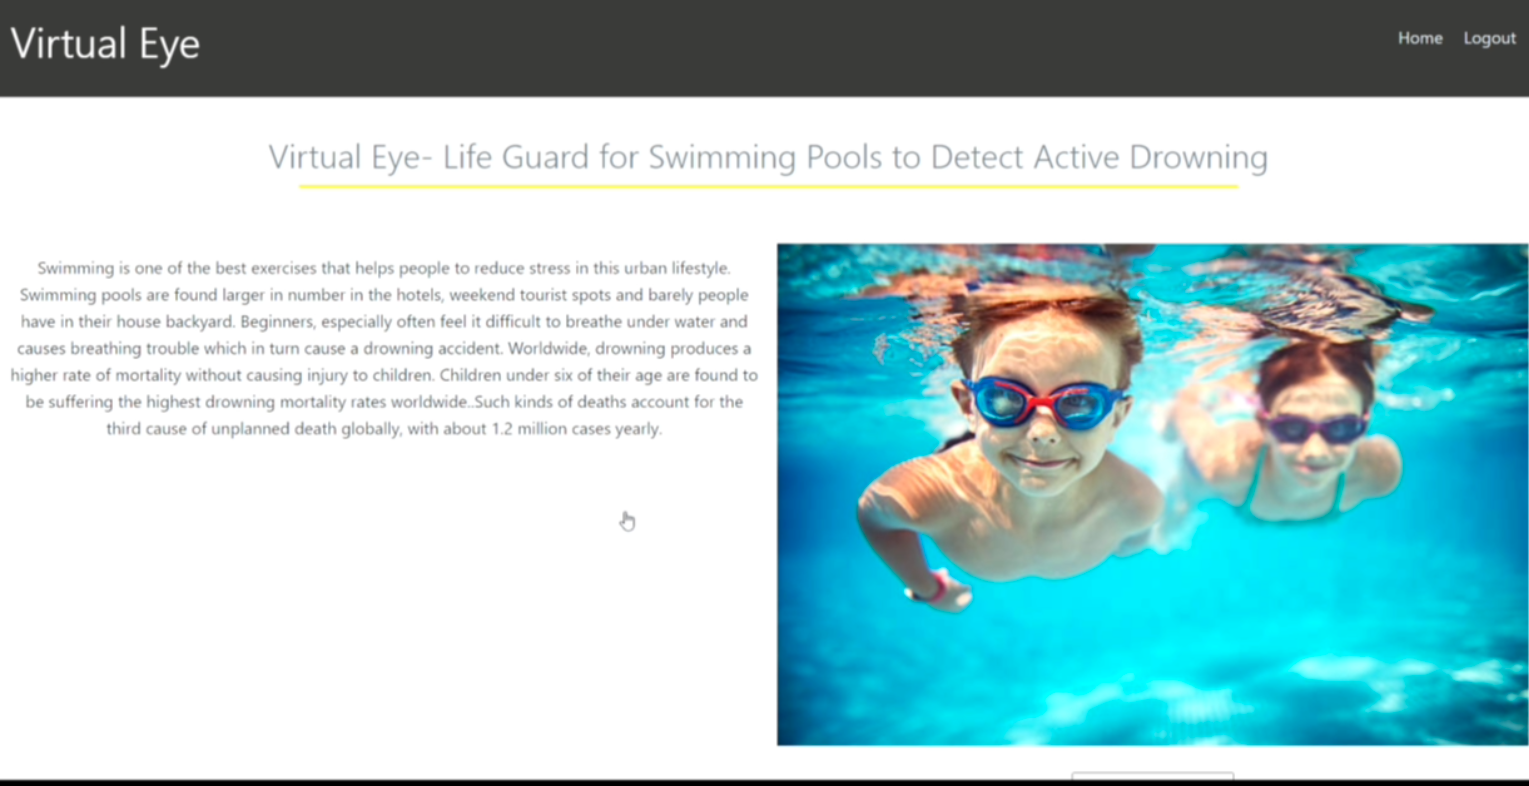 Virtual Eye
Home Logout
Virtual Eye- Life Guard for Swimming Pools to Detect Active Drowning
Swimming is one of the best exercises that helps people to reduce stress in this urban lifestyle.
Swimming pools are found larger in number in the hotels, weekend tourist spots and barely people
have in their house backyard. Beginners, especially often feel it difficult to breathe under water and
causes breathing trouble which in turn cause a drowning accident. Worldwide, drowning produces a
higher rate of mortality without causing injury to children. Children under six of their age are found to
be suffering the highest drowning mortality rates worldwide..Such kinds of deaths account for the
third cause of unplanned death globally, with about 1.2 million cases yearly.